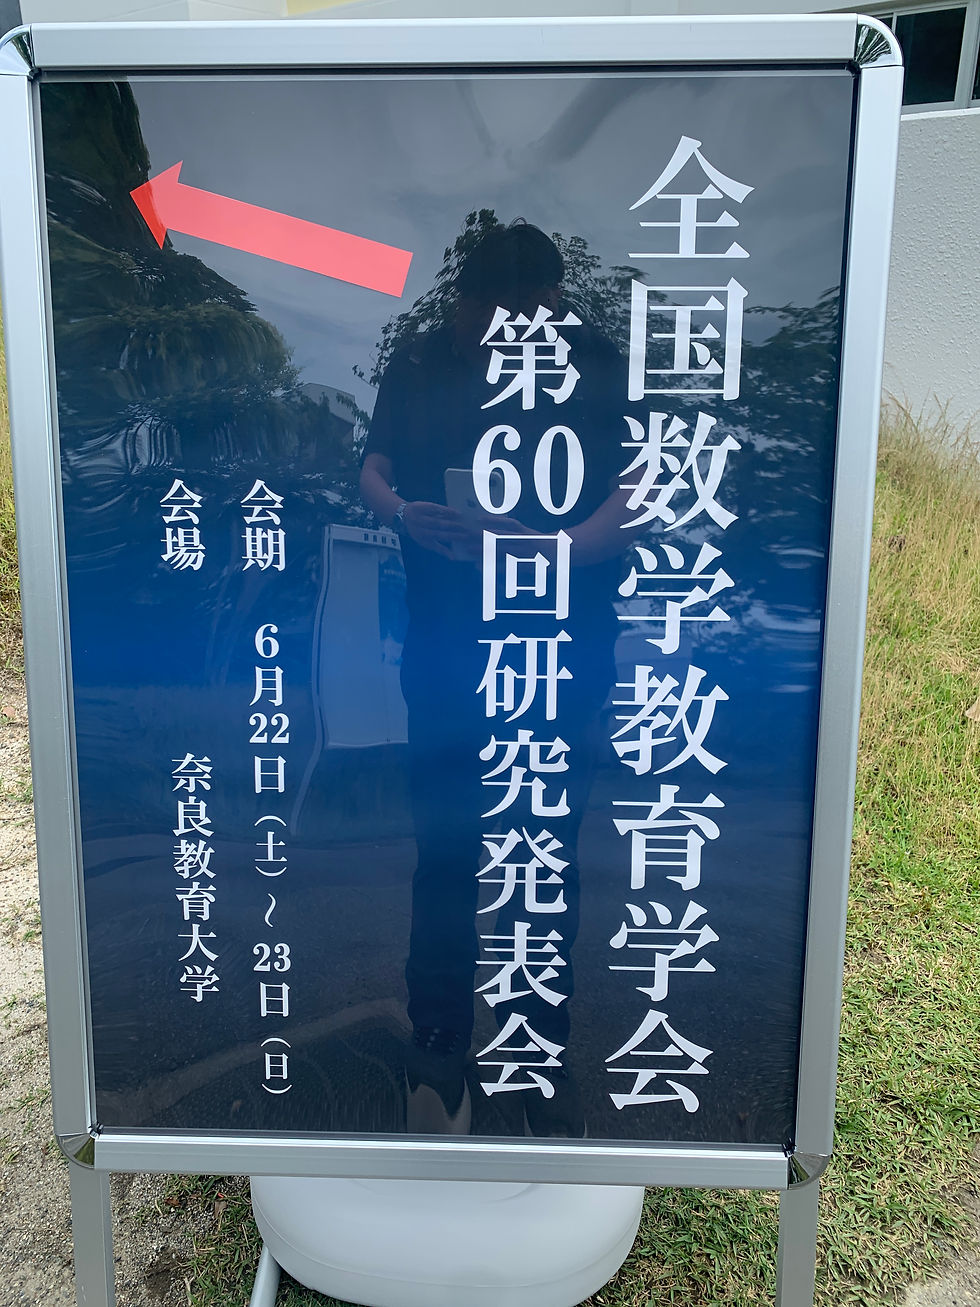 全国数学教育学会
第60回研究発表会
会期　6月22日（土）〜23日（日）
会場　奈良教育大学